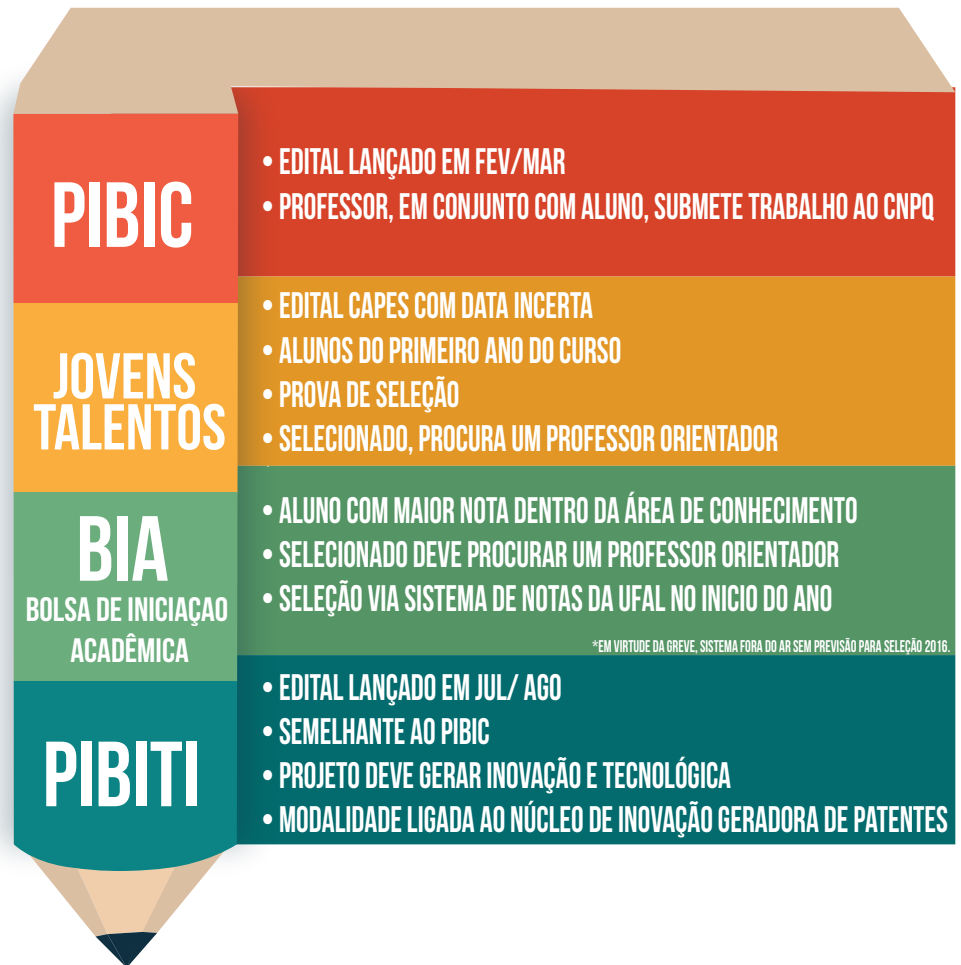 PIBIC
• EDITAL LANÇADO EM FEV/MAR
• PROFESSOR, EM CONJUNTO COM ALUNO, SUBMETE TRABALHO AO CNPQ
JOVENS
TALENTOS
• EDITAL CAPES COM DATA INCERTA
• ALUNOS DO PRIMEIRO ANO DO CURSO
• PROVA DE SELEÇÃO
• SELECIONADO, PROCURA UM PROFESSOR ORIENTADOR
BIA
BOLSA DE INICIAÇAO
ACADÊMICA
• ALUNO COM MAIOR NOTA DENTRO DA ÁREA DE CONHECIMENTO
• SELECIONADO DEVE PROCURAR UM PROFESSOR ORIENTADOR
• SELEÇÃO VIA SISTEMA DE NOTAS DA UFAL NO INICIO DO ANO
*EM VIRTUDE DA GREVE, SISTEMA FORA DO AR SEM PREVISÃO PARA SELEÇÃO 2016.
PIBITI
• EDITAL LANÇADO EM JUL/ AGO
• SEMELHANTE AO PIBIC
• PROJETO DEVE GERAR INOVAÇÃO E TECNOLÓGICA
• MODALIDADE LIGADA AO NÚCLEO DE INOVAÇÃO GERADORA DE PATENTES